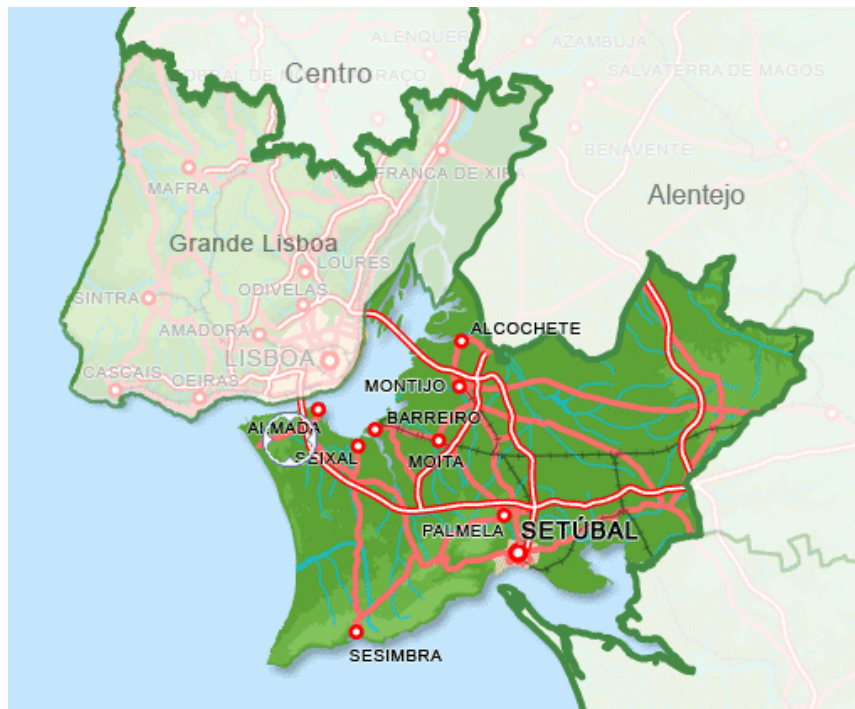 ALENQUER
AZAMBUJA
Centro
SALVATERRA DE MAGOS
BENAVENTE
FRANCA DE XIRA
MAFRA
Alentejo
Grande Lisboa
LOURES
SINTRA
ODIVELAS
AMADORA
ALCOCHETE
LISBOA
CASCAIS
OEIRAS
MONTIJO
BARREIRO
ALMADA
SEIXAL
MOITA
PALMELA
SETÚBAL
SESIMBRA